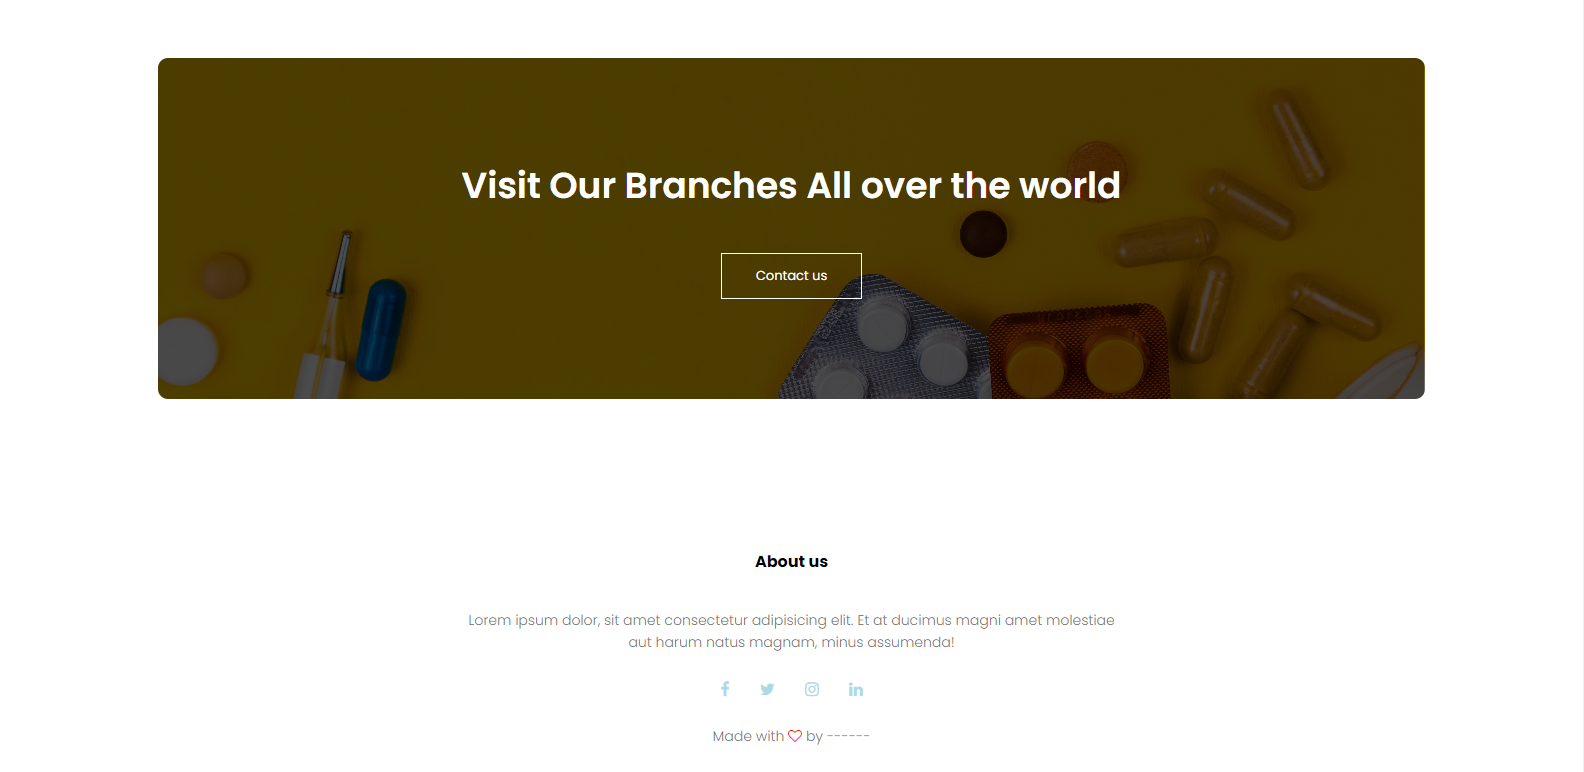 Visit Our Branches All over the world
Contact us
About us
Lorem ipsum dolor, sit amet consectetur adipisicing elit. Et at ducimus magni amet molestiae
aut harum natus magnam, minus assumenda!
Made with ♡ by ------